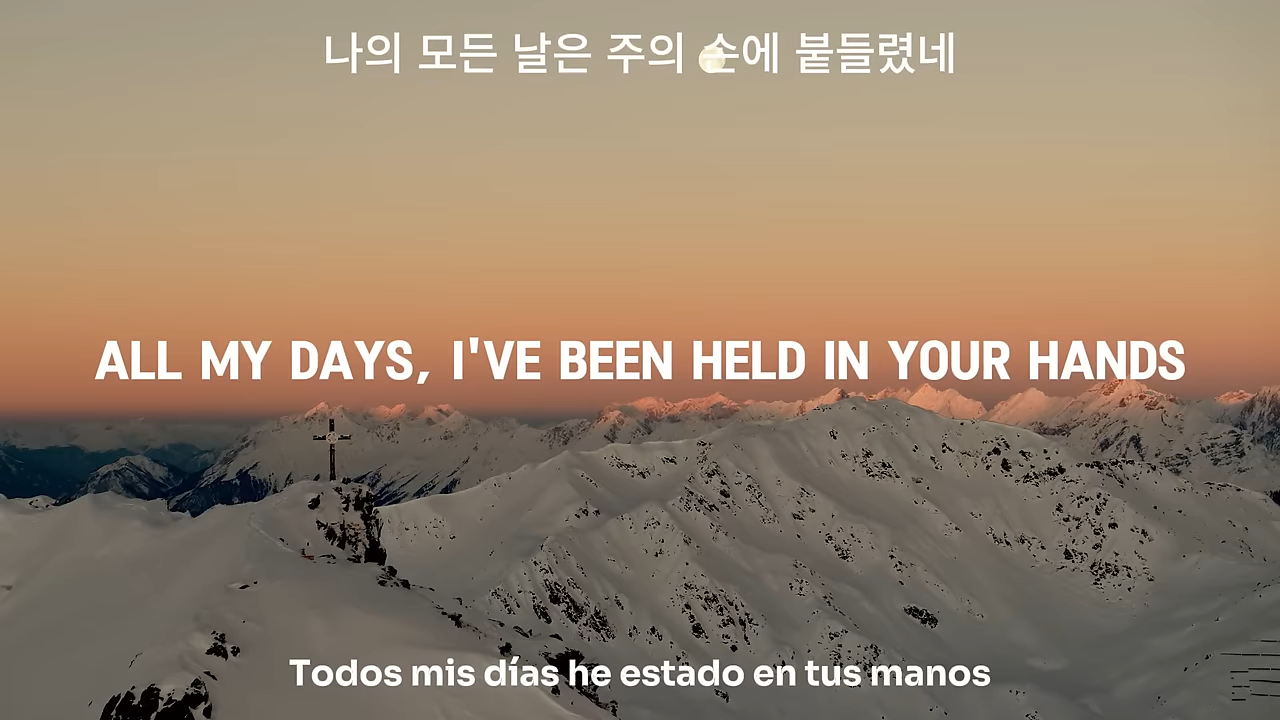 나의 모든 날은 주의 손에 붙들렸네
ALL MY DAYS, I'VE BEEN HELD IN YOUR HANDS
Todos mis días he estado en tus manos